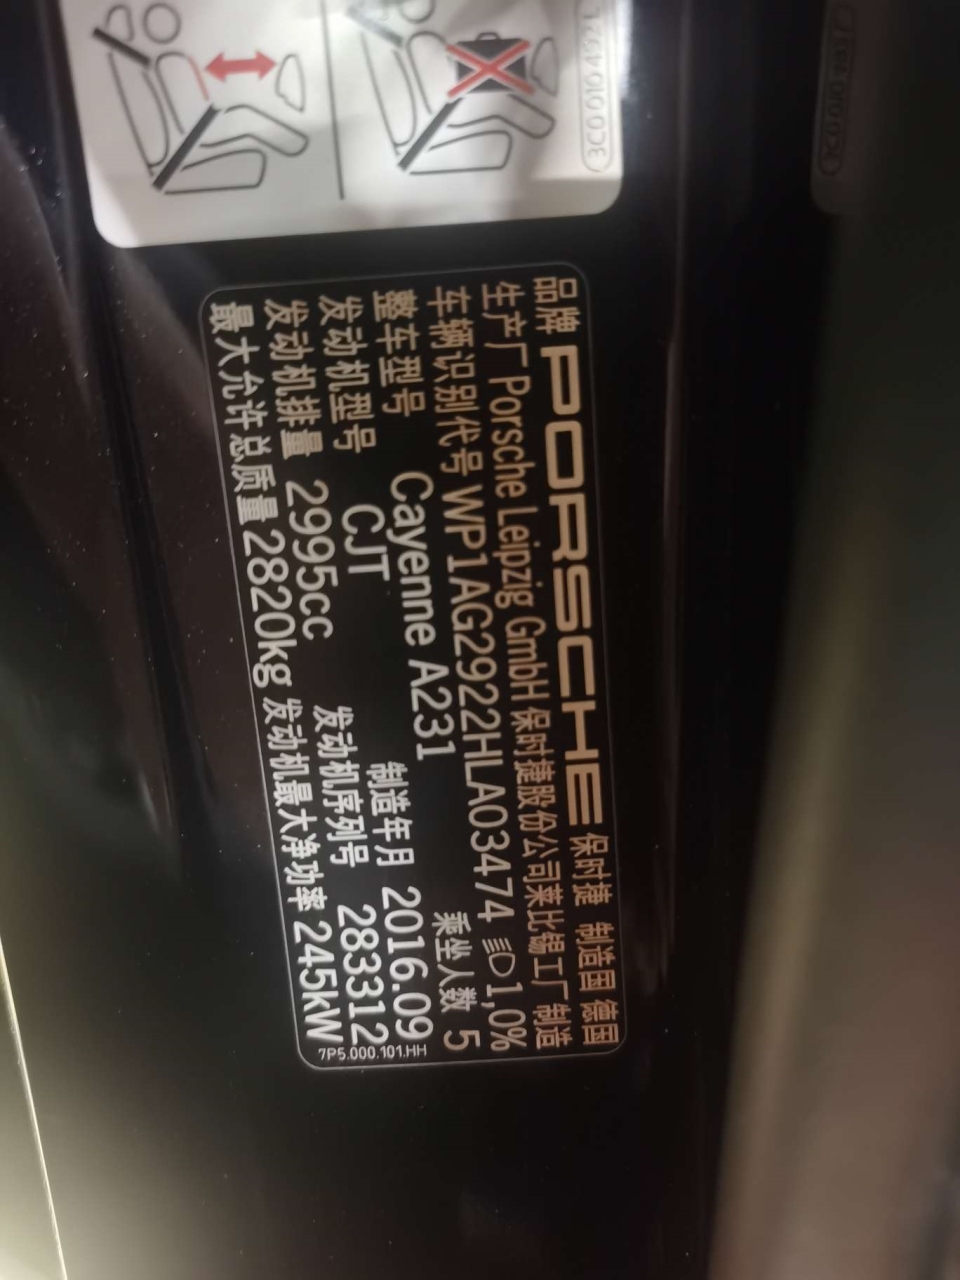 3C0 010 492 L
品牌 PORSCHE 保时捷 制造国 德国
生产厂 Porsche Leipzig GmbH 保时捷股份公司莱比锡工厂 制造
车辆识别代号 WP1AG2922HLA03474 1,0%
整车型号 Cayenne A231 乘坐人数 5
发动机型号 CJT 制造年月 2016.09
发动机排量 2995cc 发动机序列号 283312
最大允许总质量 2820kg 发动机最大净功率 245kW
7P5.000.101.HH